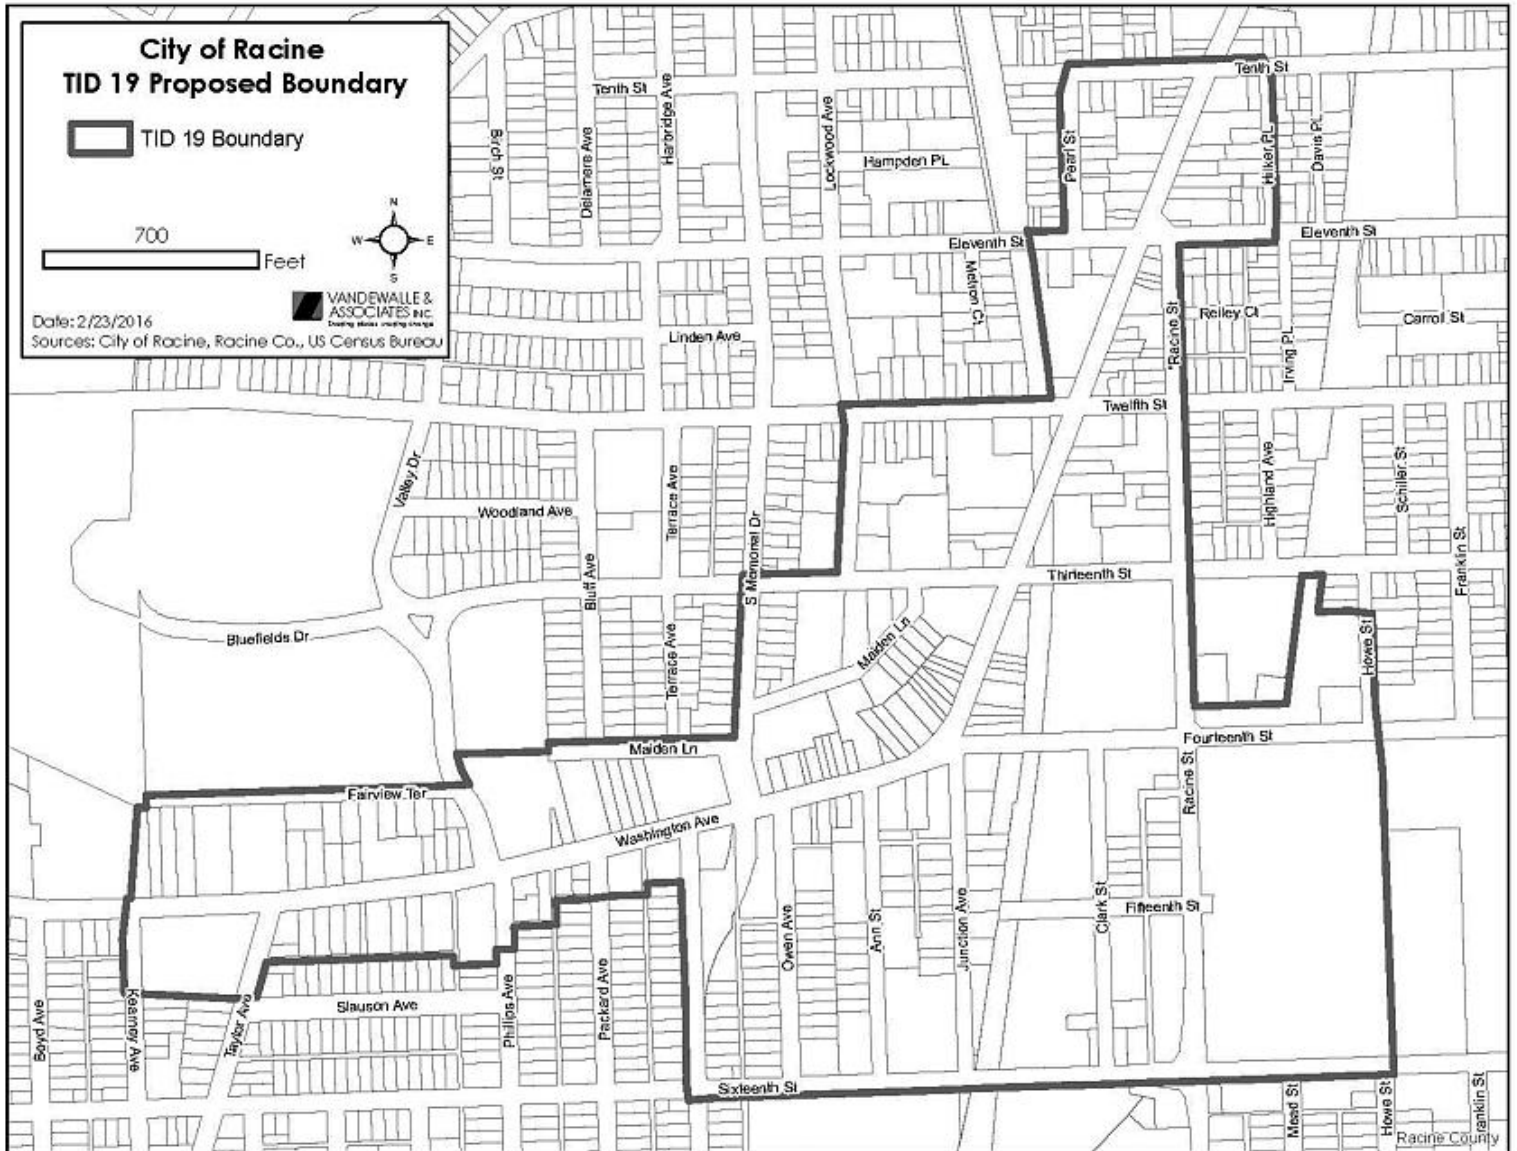 City of Racine
TID 19 Proposed Boundary
TID 19 Boundary
700
Feet
N
W
E
S
VANDEWALLE &
ASSOCIATES INC.
Date: 2/23/2016
Sources: City of Racine, Racine Co., US Census Bureau
Tenth St
Tenth St
Birch St
Delamere Ave
Harbridge Ave
Lockwood Ave
Hampden PL
Pearl St
Hilker PL
Davis PL
Eleventh St
Eleventh St
Linden Ave
Racine St
Reiley Ct
Irving PL
Carroll St
Twelfth St
Valley Dr
Woodland Ave
Terrace Ave
Bluff Ave
S Memorial Dr
Highland Ave
Schiller St
Franklin St
Thirteenth St
Bluefields Dr
Terrace Ave
Maiden Ln
Howe St
Maiden Ln
Fourteenth St
Fairview Ter
Washington Ave
Racine St
Clark St
Fifteenth St
Owen Ave
Ann St
Junction Ave
Slauson Ave
Phillips Ave
Packard Ave
Boyd Ave
Kearney Ave
Taylor Ave
Sixteenth St
Mead St
Howe St
ranklin St
Racine County